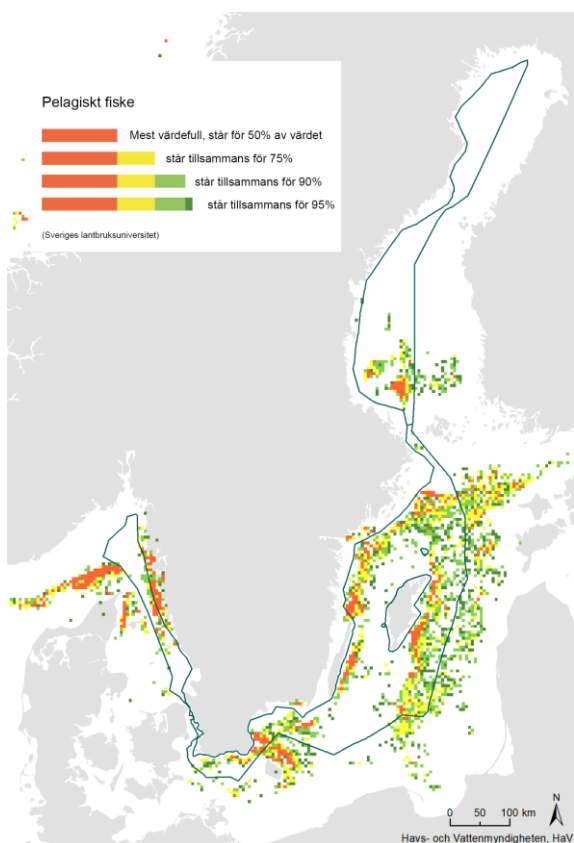 Pelagiskt fiske
Mest värdefull, står för 50% av värdet
står tillsammans för 75%
står tillsammans för 90%
står tillsammans för 95%
(Sveriges lantbruksuniversitet)
N
0 50 100 km
Havs- och Vattenmyndigheten, HaV